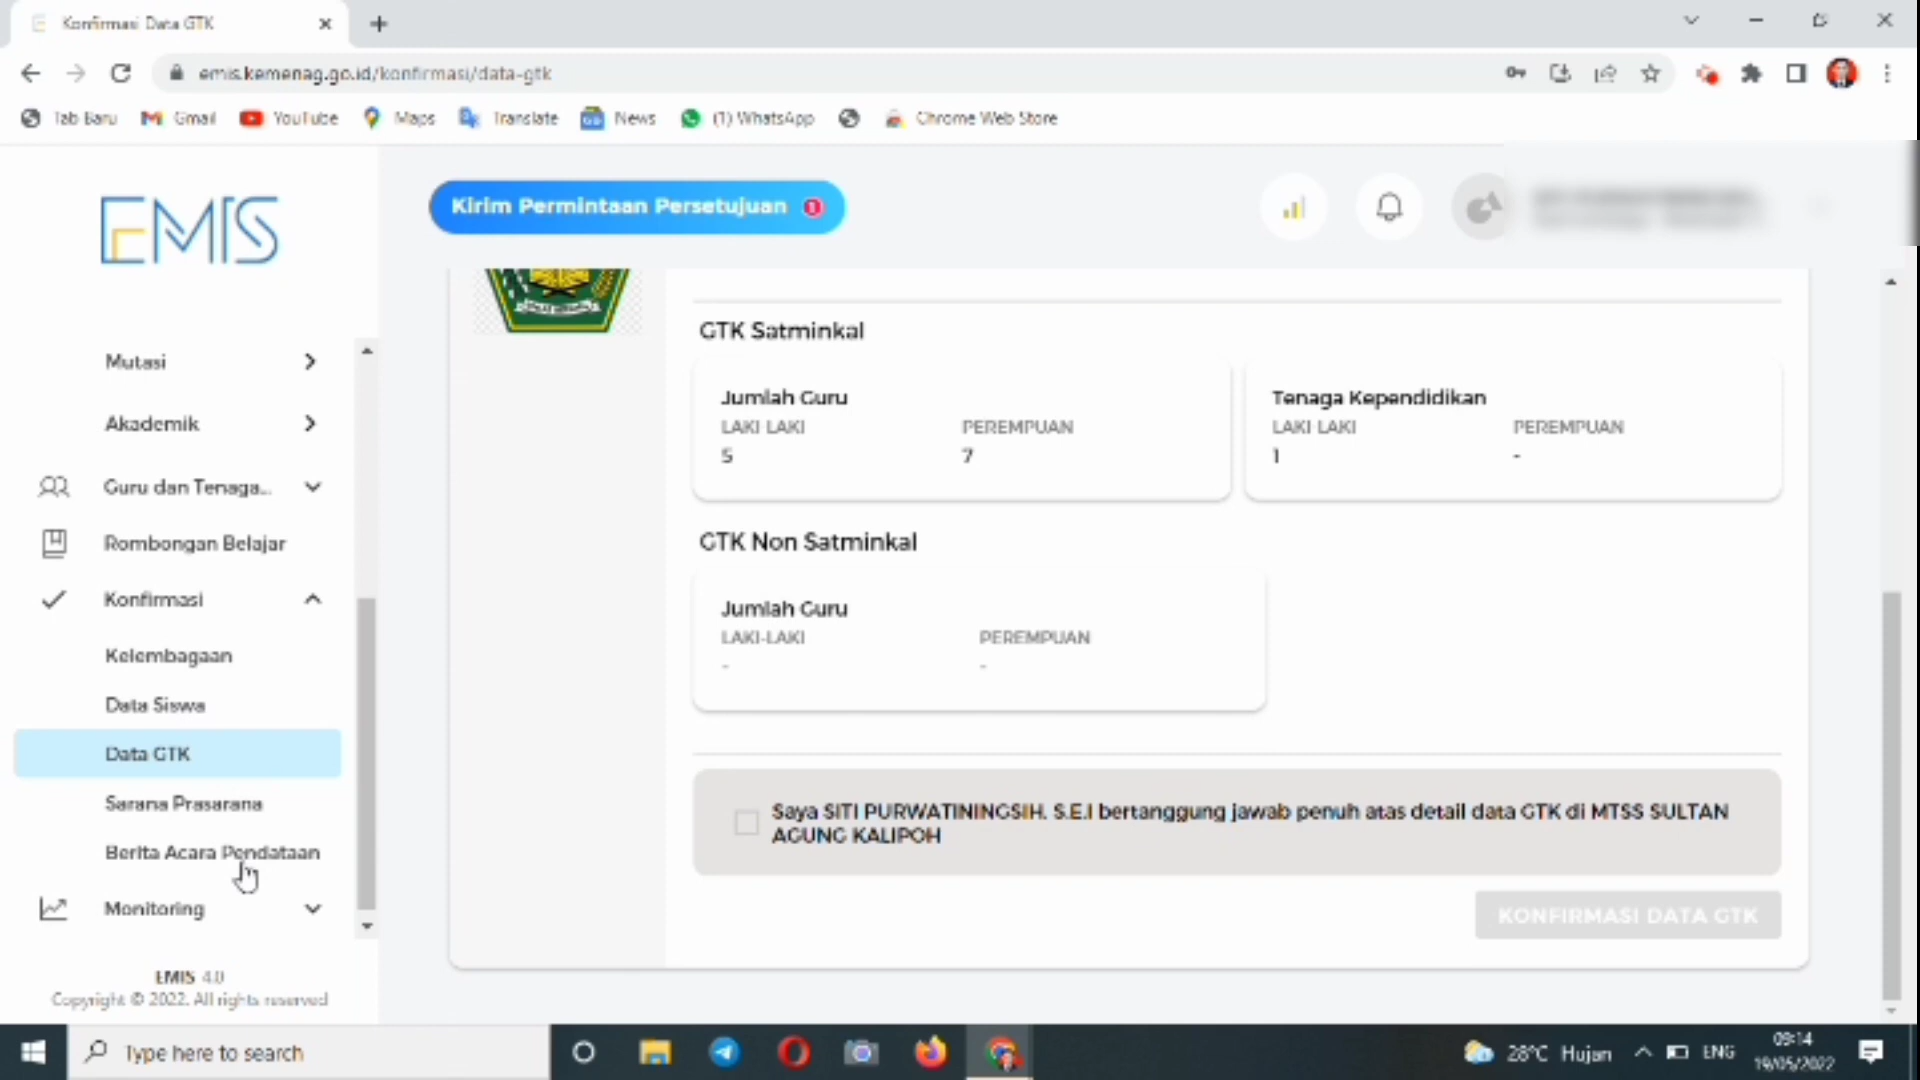 Konfirmasi Data GTK
emis.kemenag.go.id/konfirmasi/data-gtk
Tab Baru
Gmail
YouTube
Maps
Translate
News
(1) WhatsApp
Chrome Web Store
EMIS
Kirim Permintaan Persetujuan
Mutasi
Akademik
Guru dan Tenaga...
Rombongan Belajar
Konfirmasi
Kelembagaan
Data Siswa
Data GTK
Sarana Prasarana
Berita Acara Pendataan
Monitoring
EMIS 4.0
Copyright © 2022. All rights reserved
GTK Satminkal
Jumlah Guru
LAKI LAKI PEREMPUAN
5 7
Tenaga Kependidikan
LAKI LAKI PEREMPUAN
1 -
GTK Non Satminkal
Jumlah Guru
LAKI-LAKI PEREMPUAN
- -
Saya SITI PURWATININGSIH. S.E.I bertanggung jawab penuh atas detail data GTK di MTSS SULTAN
AGUNG KALIPOH
KONFIRMASI DATA GTK
Type here to search
28°C Hujan
ENG
09:14
19/05/2022